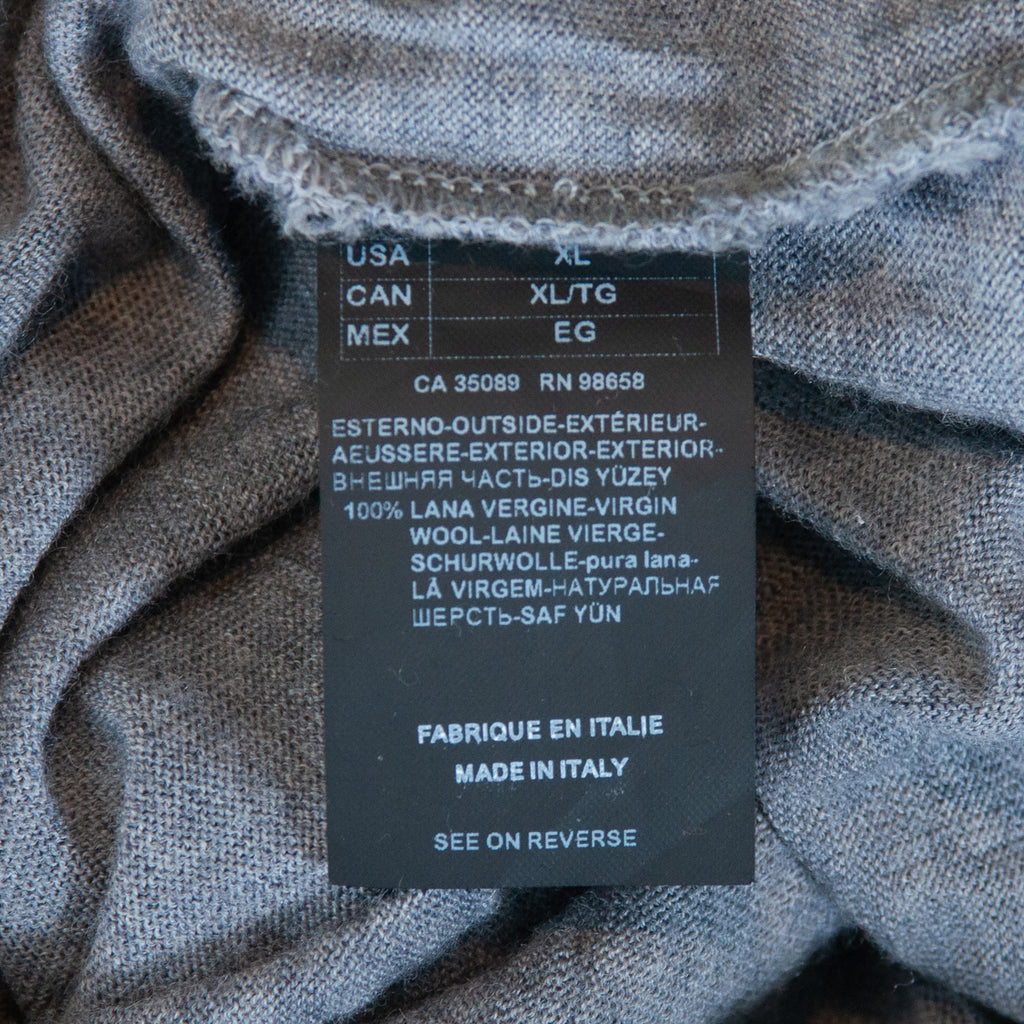 USA XL
CAN XL/TG
MEX EG
CA 35089 RN 98658
ESTERNO-OUTSIDE-EXTÉRIEUR-
AEUSSERE-EXTERIOR-EXTERIOR-
ВНЕШНЯЯ ЧАСТЬ-DIS YÜZEY
100% LANA VERGINE-VIRGIN
WOOL-LAINE VIERGE-
SCHURWOLLE-pura lana-
LÃ VIRGEM-НАТУРАЛЬНАЯ
ШЕРСТЬ-SAF YÜN
FABRIQUE EN ITALIE
MADE IN ITALY
SEE ON REVERSE